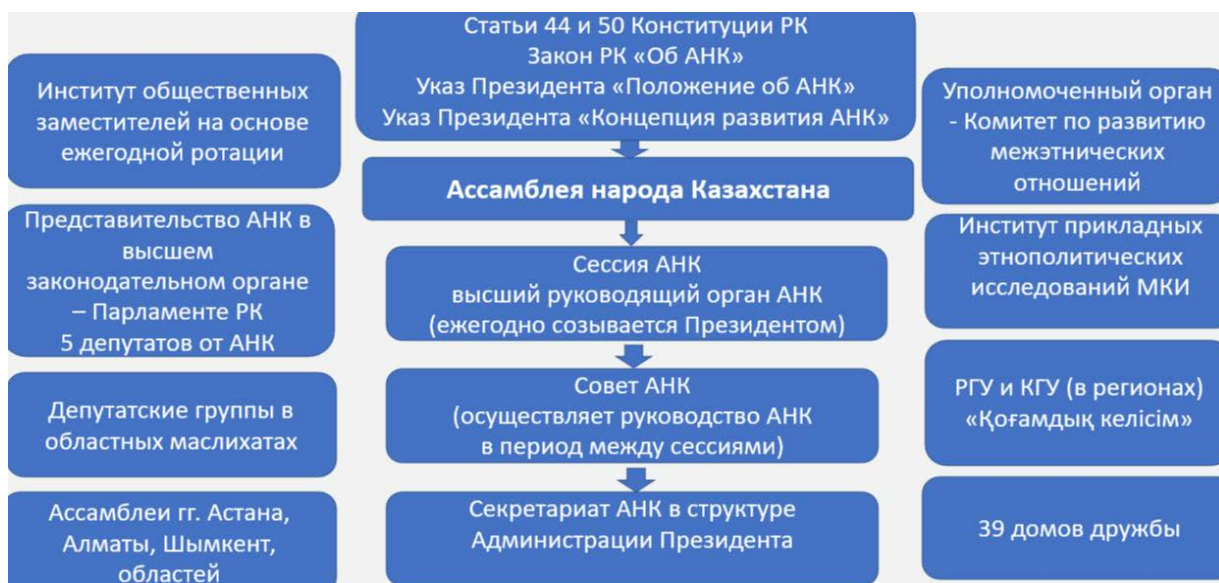 Институт общественных
заместителей на основе
ежегодной ротации
Представительство АНК в
высшем
законодательном органе
– Парламенте РК
5 депутатов от АНК
Депутатские группы в
областных маслихатах
Ассамблеи гг. Астана,
Алматы, Шымкент,
областей
Статьи 44 и 50 Конституции РК
Закон РК «Об АНК»
Указ Президента «Положение об АНК»
Указ Президента «Концепция развития АНК»
Ассамблея народа Казахстана
Сессия АНК
высший руководящий орган АНК
(ежегодно созывается Президентом)
Совет АНК
(осуществляет руководство АНК
в период между сессиями)
Секретариат АНК в структуре
Администрации Президента
Уполномоченный орган
- Комитет по развитию
межэтнических
отношений
Институт прикладных
этнополитических
исследований МКИ
РГУ и КГУ (в регионах)
«Қоғамдық келісім»
39 домов дружбы